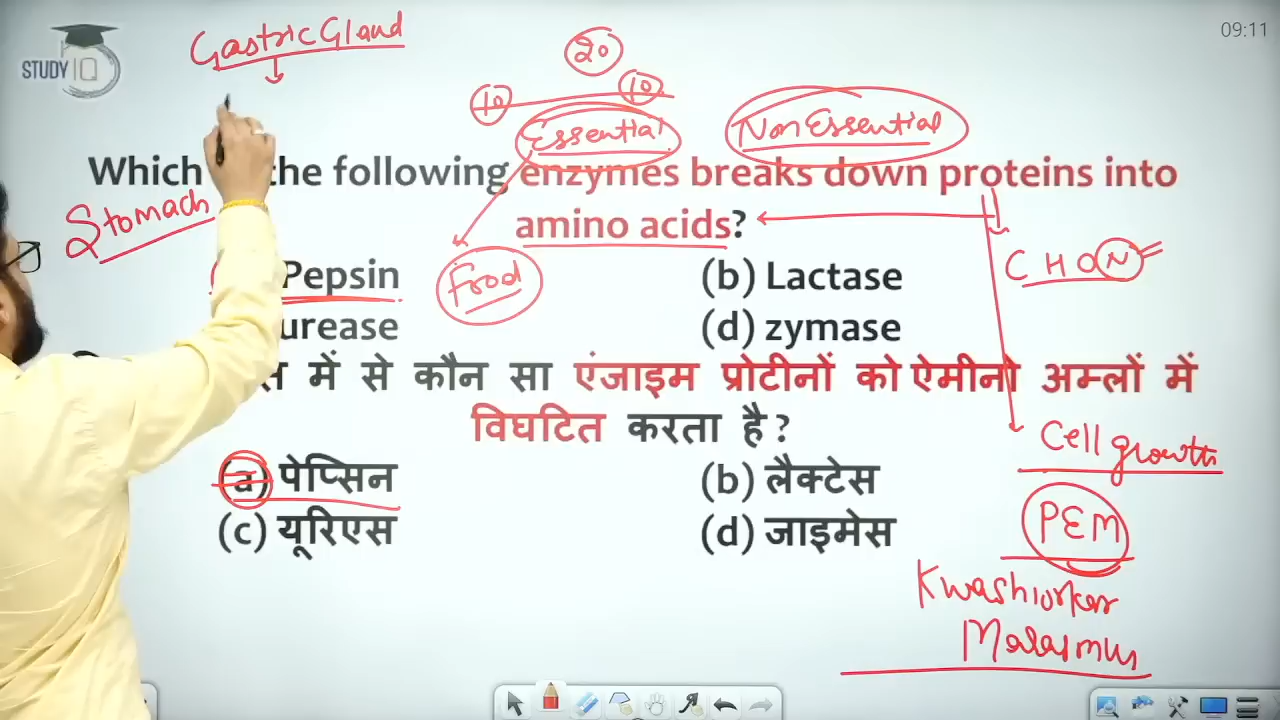 Gastric Gland
20
09:11
STUDY IQ
10 10
Essential Non Essential
Which the following enzymes breaks down proteins into
Stomach
amino acids?
C H O N
Pepsin
Food
(b) Lactase
urease
(d) zymase
में से कौन सा एंजाइम प्रोटीनों को ऐमीनो अम्लों में
विघटित करता है ?
Cell growth
(a) पेप्सिन
(b) लैक्टेस
(c) यूरिएस
(d) जाइमेस
PEM
Kwashiorkor